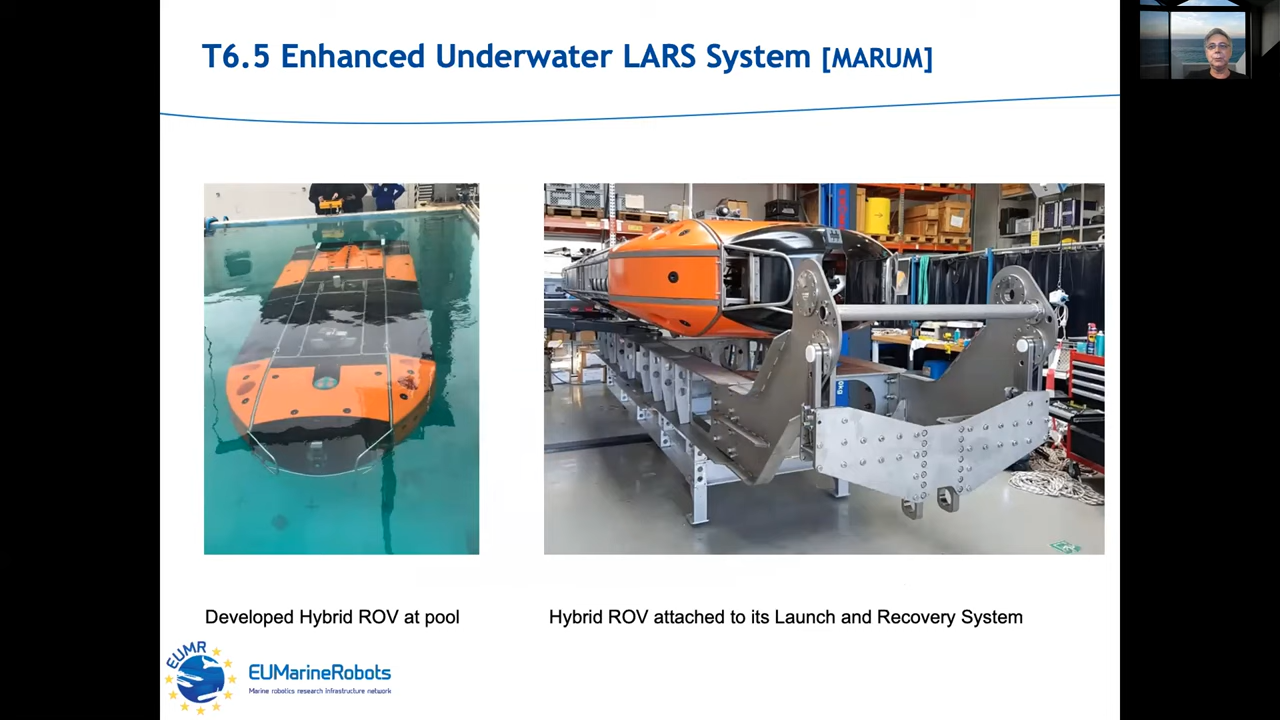 T6.5 Enhanced Underwater LARS System [MARUM]
Developed Hybrid ROV at pool
Hybrid ROV attached to its Launch and Recovery System
EUMR
EUMarineRobots
Marine robotics research infrastructure network